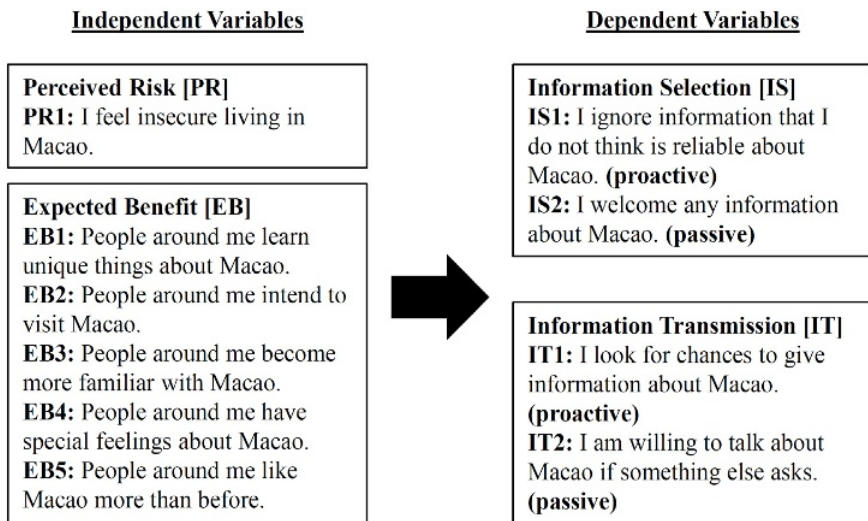 Independent Variables
Perceived Risk [PR]
PR1: I feel insecure living in
Macao.
Expected Benefit [EB]
EB1: People around me learn
unique things about Macao.
EB2: People around me intend to
visit Macao.
EB3: People around me become
more familiar with Macao.
EB4: People around me have
special feelings about Macao.
EB5: People around me like
Macao more than before.
Dependent Variables
Information Selection [IS]
IS1: I ignore information that I
do not think is reliable about
Macao. (proactive)
IS2: I welcome any information
about Macao. (passive)
Information Transmission [IT]
IT1: I look for chances to give
information about Macao.
(proactive)
IT2: I am willing to talk about
Macao if something else asks.
(passive)